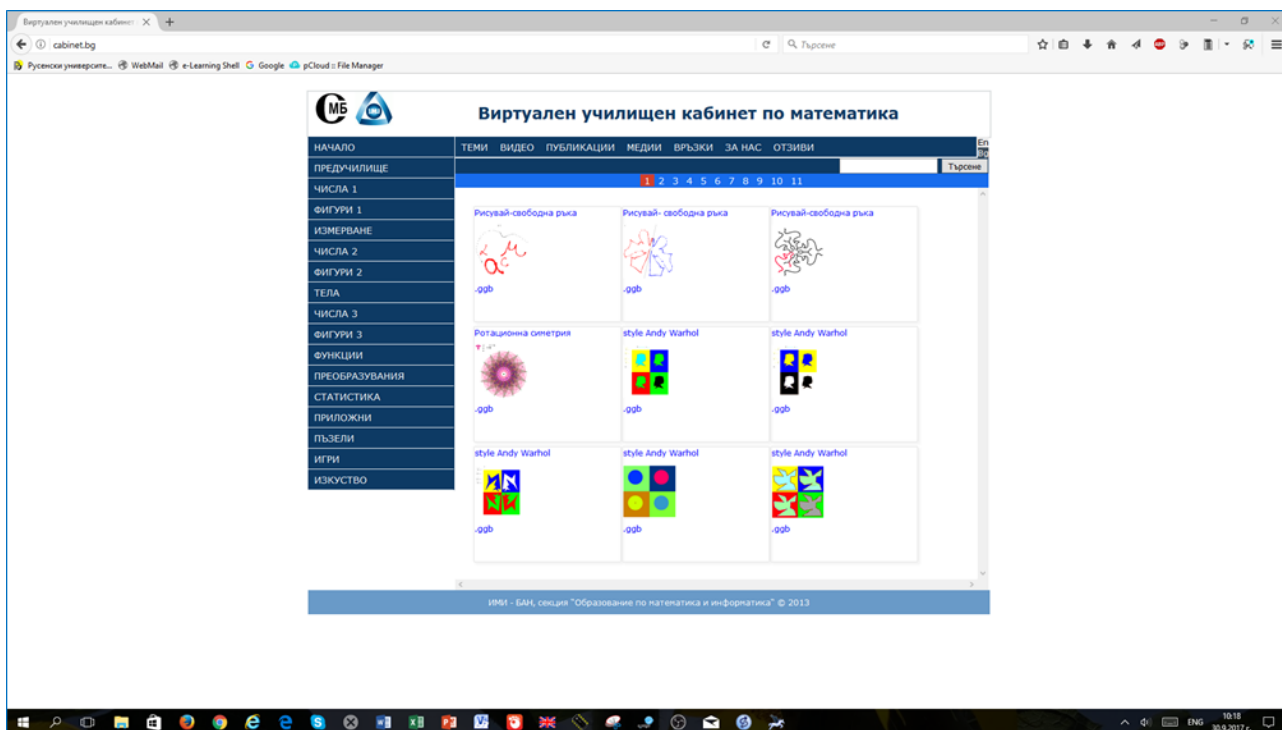 Виртуален училищен кабинет
cabinet.bg
Търсене
Русенски университе... WebMail e-Learning Shell Google pCloud :: File Manager
СМБ
Виртуален училищен кабинет по математика
НАЧАЛО
ПРЕДУЧИЛИЩЕ
ЧИСЛА 1
ФИГУРИ 1
ИЗМЕРВАНЕ
ЧИСЛА 2
ФИГУРИ 2
ТЕЛА
ЧИСЛА 3
ФИГУРИ 3
ФУНКЦИИ
ПРЕОБРАЗУВАНИЯ
СТАТИСТИКА
ПРИЛОЖНИ
ПЪЗЕЛИ
ИГРИ
ИЗКУСТВО
ТЕМИ ВИДЕО ПУБЛИКАЦИИ МЕДИИ ВРЪЗКИ ЗА НАС ОТЗИВИ
En
Bg
Търсене
1 2 3 4 5 6 7 8 9 10 11
Рисувай-свободна ръка Рисувай- свободна ръка Рисувай-свободна ръка
.ggb .ggb .ggb
Ротационна симетрия style Andy Warhol style Andy Warhol
.ggb .ggb .ggb
style Andy Warhol style Andy Warhol style Andy Warhol
.ggb .ggb .ggb
ИМИ - БАН, секция "Образование по математика и информатика" © 2013
ENG
10:18
30.9.2017 г.